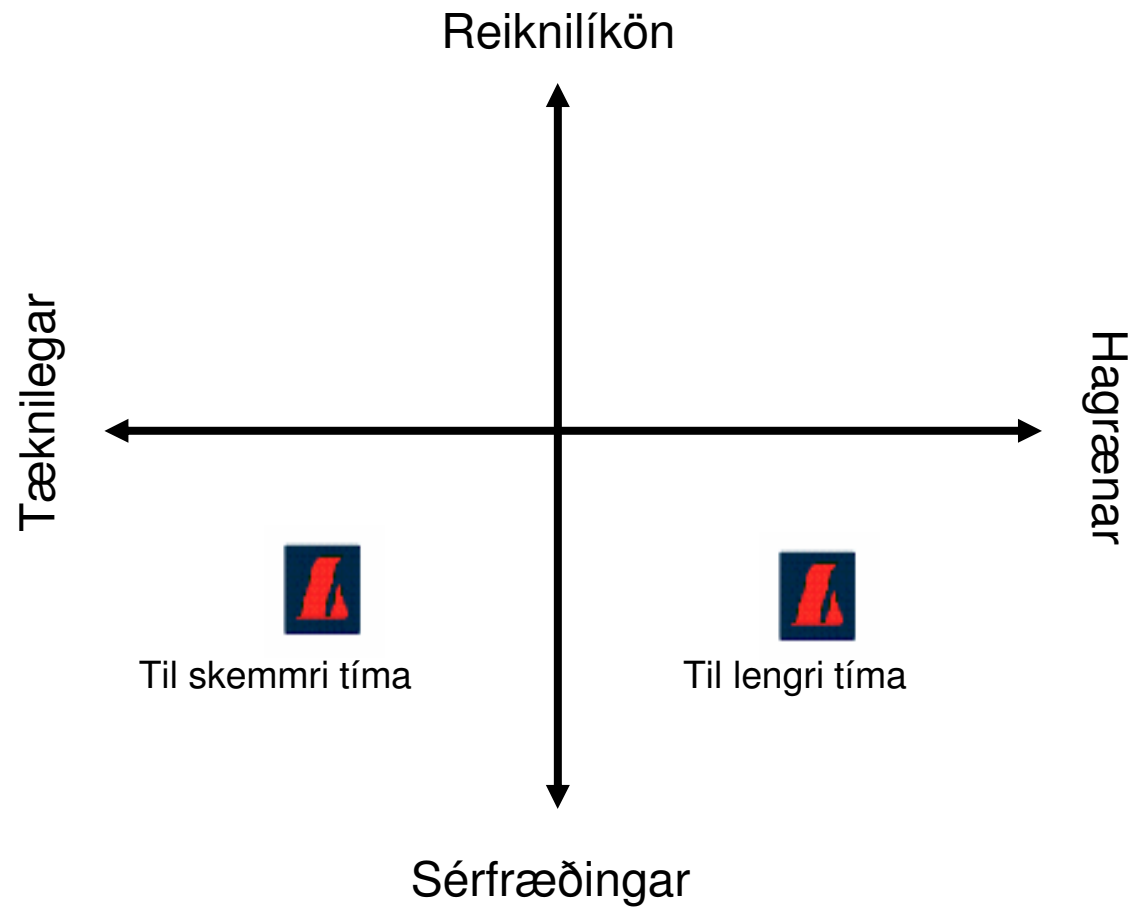 Reiknilíkön
Tæknilegar
Hagrænar
Til skemmri tíma
Til lengri tíma
Sérfræðingar